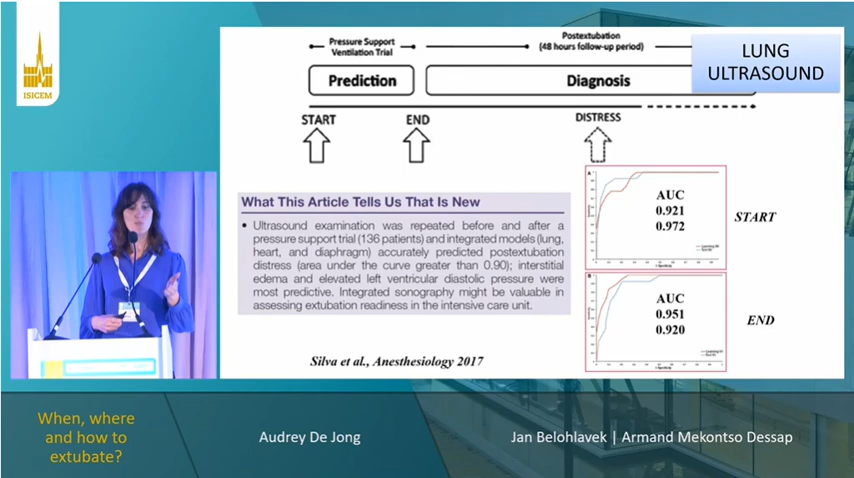 ISICEM
Pressure Support
Ventilation Trial
Postextubation
(48 hours follow-up period)
LUNG
ULTRASOUND
Prediction
Diagnosis
START
END
DISTRESS
What This Article Tells Us That Is New
• Ultrasound examination was repeated before and after a
pressure support trial (136 patients) and integrated models (lung,
heart, and diaphragm) accurately predicted postextubation
distress (area under the curve greater than 0.90); interstitial
edema and elevated left ventricular diastolic pressure were
most predictive. Integrated sonography might be valuable in
assessing extubation readiness in the intensive care unit.
A
AUC
0.921
0.972
START
B
AUC
0.951
0.920
END
Silva et al., Anesthesiology 2017
When, where
and how to
extubate?
Audrey De Jong
Jan Belohlavek | Armand Mekontso Dessap